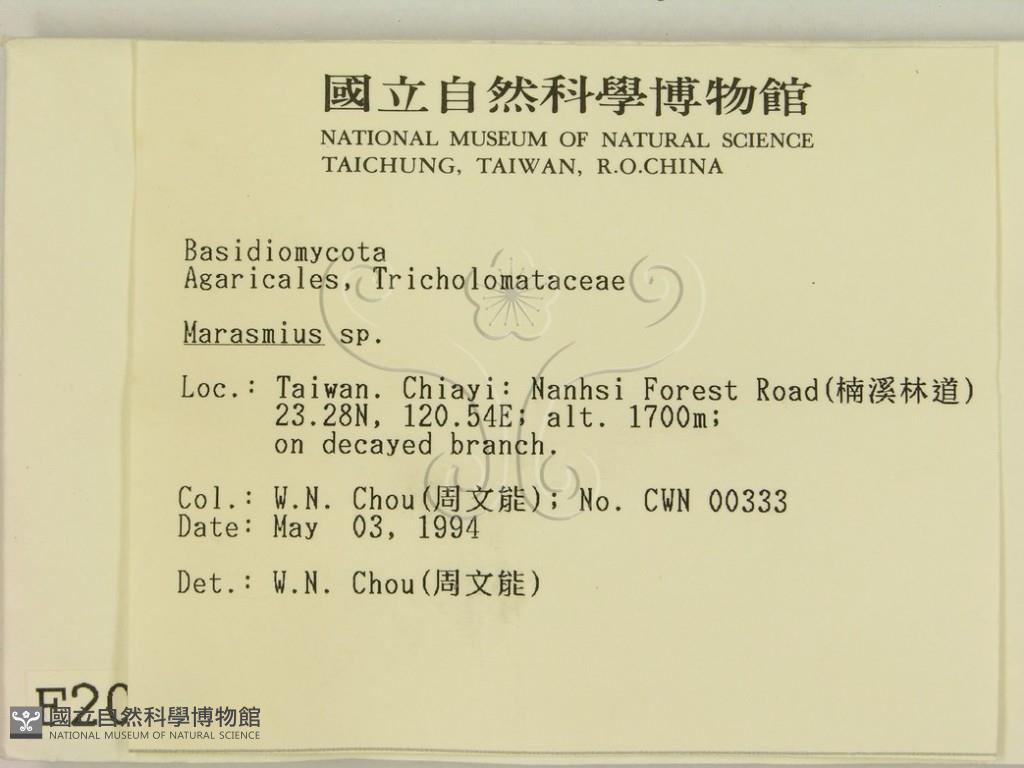 國立自然科學博物館
NATIONAL MUSEUM OF NATURAL SCIENCE
TAICHUNG, TAIWAN, R.O.CHINA
Basidiomycota
Agaricales, Tricholomataceae
Marasmius sp.
Loc.: Taiwan. Chiayi: Nanhsi Forest Road(楠溪林道)
23.28N, 120.54E; alt. 1700m;
on decayed branch.
Col.: W.N. Chou(周文能); No. CWN 00333
Date: May 03, 1994
Det.: W.N. Chou(周文能)
國立自然科學博物館
NATIONAL MUSEUM OF NATURAL SCIENCE